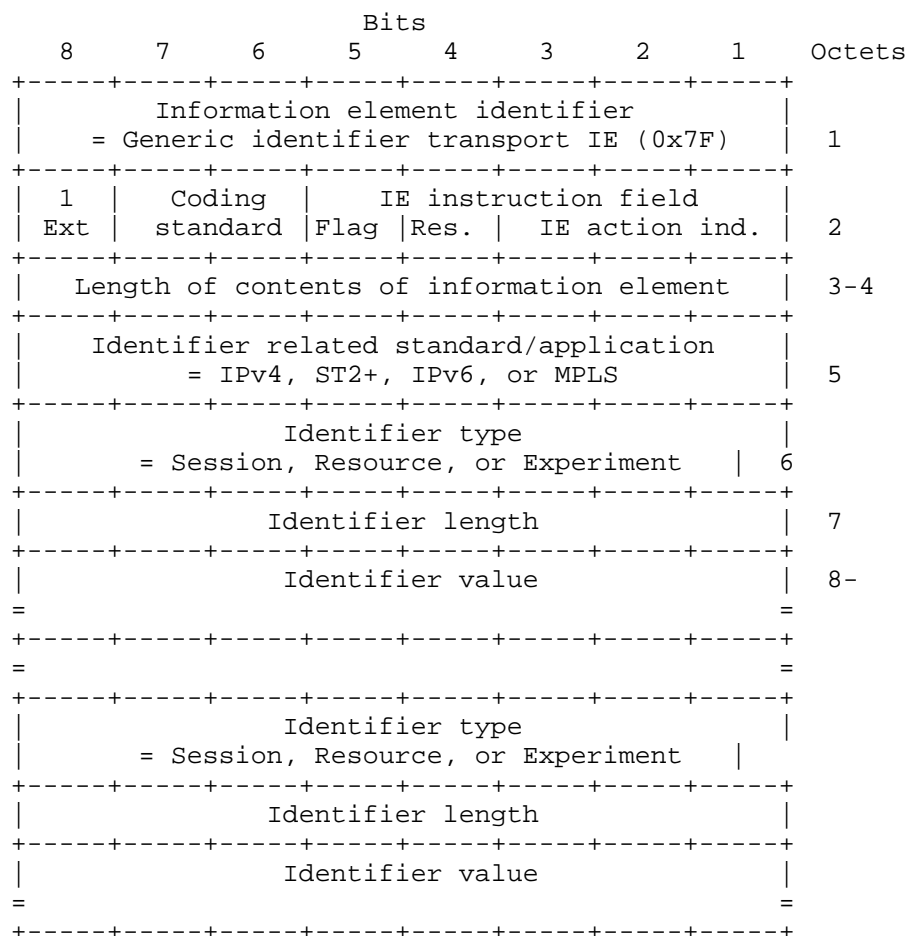 Bits
   8     7     6     5     4     3     2     1    Octets
+-----+-----+-----+-----+-----+-----+-----+-----+
|         Information element identifier        |
|     = Generic identifier transport IE (0x7F)    |  1
+-----+-----+-----+-----+-----+-----+-----+-----+
|  1  |   Coding  |    IE instruction field     |
| Ext |  standard |Flag |Res. |  IE action ind. |  2
+-----+-----+-----+-----+-----+-----+-----+-----+
|   Length of contents of information element   |  3-4
+-----+-----+-----+-----+-----+-----+-----+-----+
|    Identifier related standard/application    |
|          = IPv4, ST2+, IPv6, or MPLS          |  5
+-----+-----+-----+-----+-----+-----+-----+-----+
|                Identifier type                |
|       = Session, Resource, or Experiment   |  6
+-----+-----+-----+-----+-----+-----+-----+-----+
|               Identifier length               |  7
+-----+-----+-----+-----+-----+-----+-----+-----+
|                Identifier value               |  8-
=                                               =
+-----+-----+-----+-----+-----+-----+-----+-----+
=                                               =
+-----+-----+-----+-----+-----+-----+-----+-----+
|                Identifier type                |
|       = Session, Resource, or Experiment   |
+-----+-----+-----+-----+-----+-----+-----+-----+
|               Identifier length               |
+-----+-----+-----+-----+-----+-----+-----+-----+
|                Identifier value               |
=                                               =
+-----+-----+-----+-----+-----+-----+-----+-----+